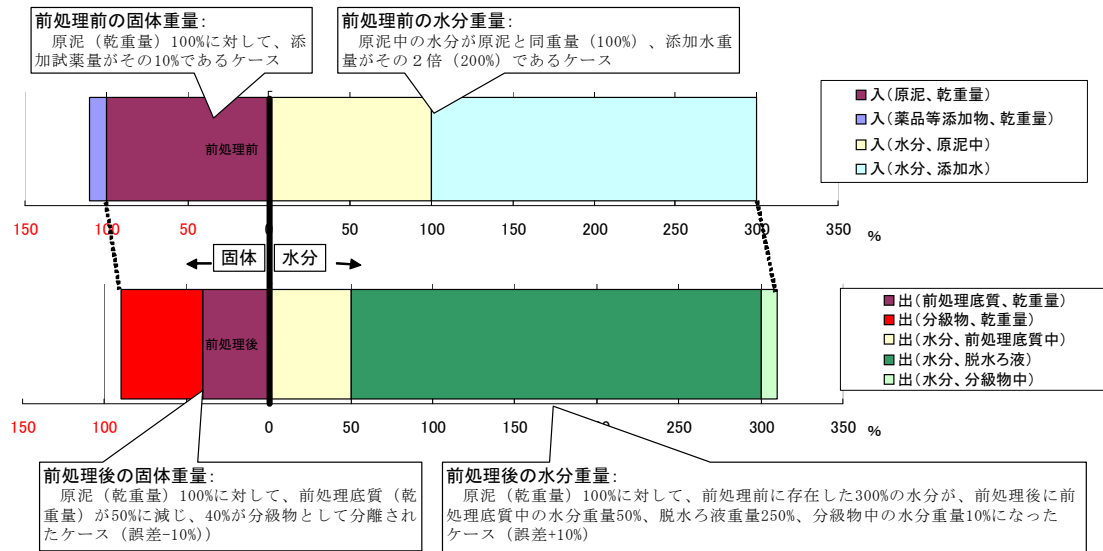 前処理前の固体重量:
原泥（乾重量）100%に対して、添
加試薬量がその10%であるケース
前処理前の水分重量:
原泥中の水分が原泥と同重量（100%）、添加水重
量がその２倍（200%）であるケース
前処理前
入(原泥、乾重量)
入(薬品等添加物、乾重量)
入(水分、原泥中)
入(水分、添加水)
150 100 50 0 50 100 150 200 250 300 350 %
固体 水分
前処理後
出(前処理底質、乾重量)
出(分級物、乾重量)
出(水分、前処理底質中)
出(水分、脱水ろ液)
出(水分、分級物中)
150 100 50 0 50 100 150 200 250 300 350 %
前処理後の固体重量:
原泥（乾重量）100%に対して、前処理底質（乾
重量）が50%に減じ、40%が分級物として分離され
たケース（誤差-10%)）
前処理後の水分重量:
原泥（乾重量）100%に対して、前処理前に存在した300%の水分が、前処理後に前
処理底質中の水分重量50%、脱水ろ液重量250%、分級物中の水分重量10%になった
ケース（誤差+10%）